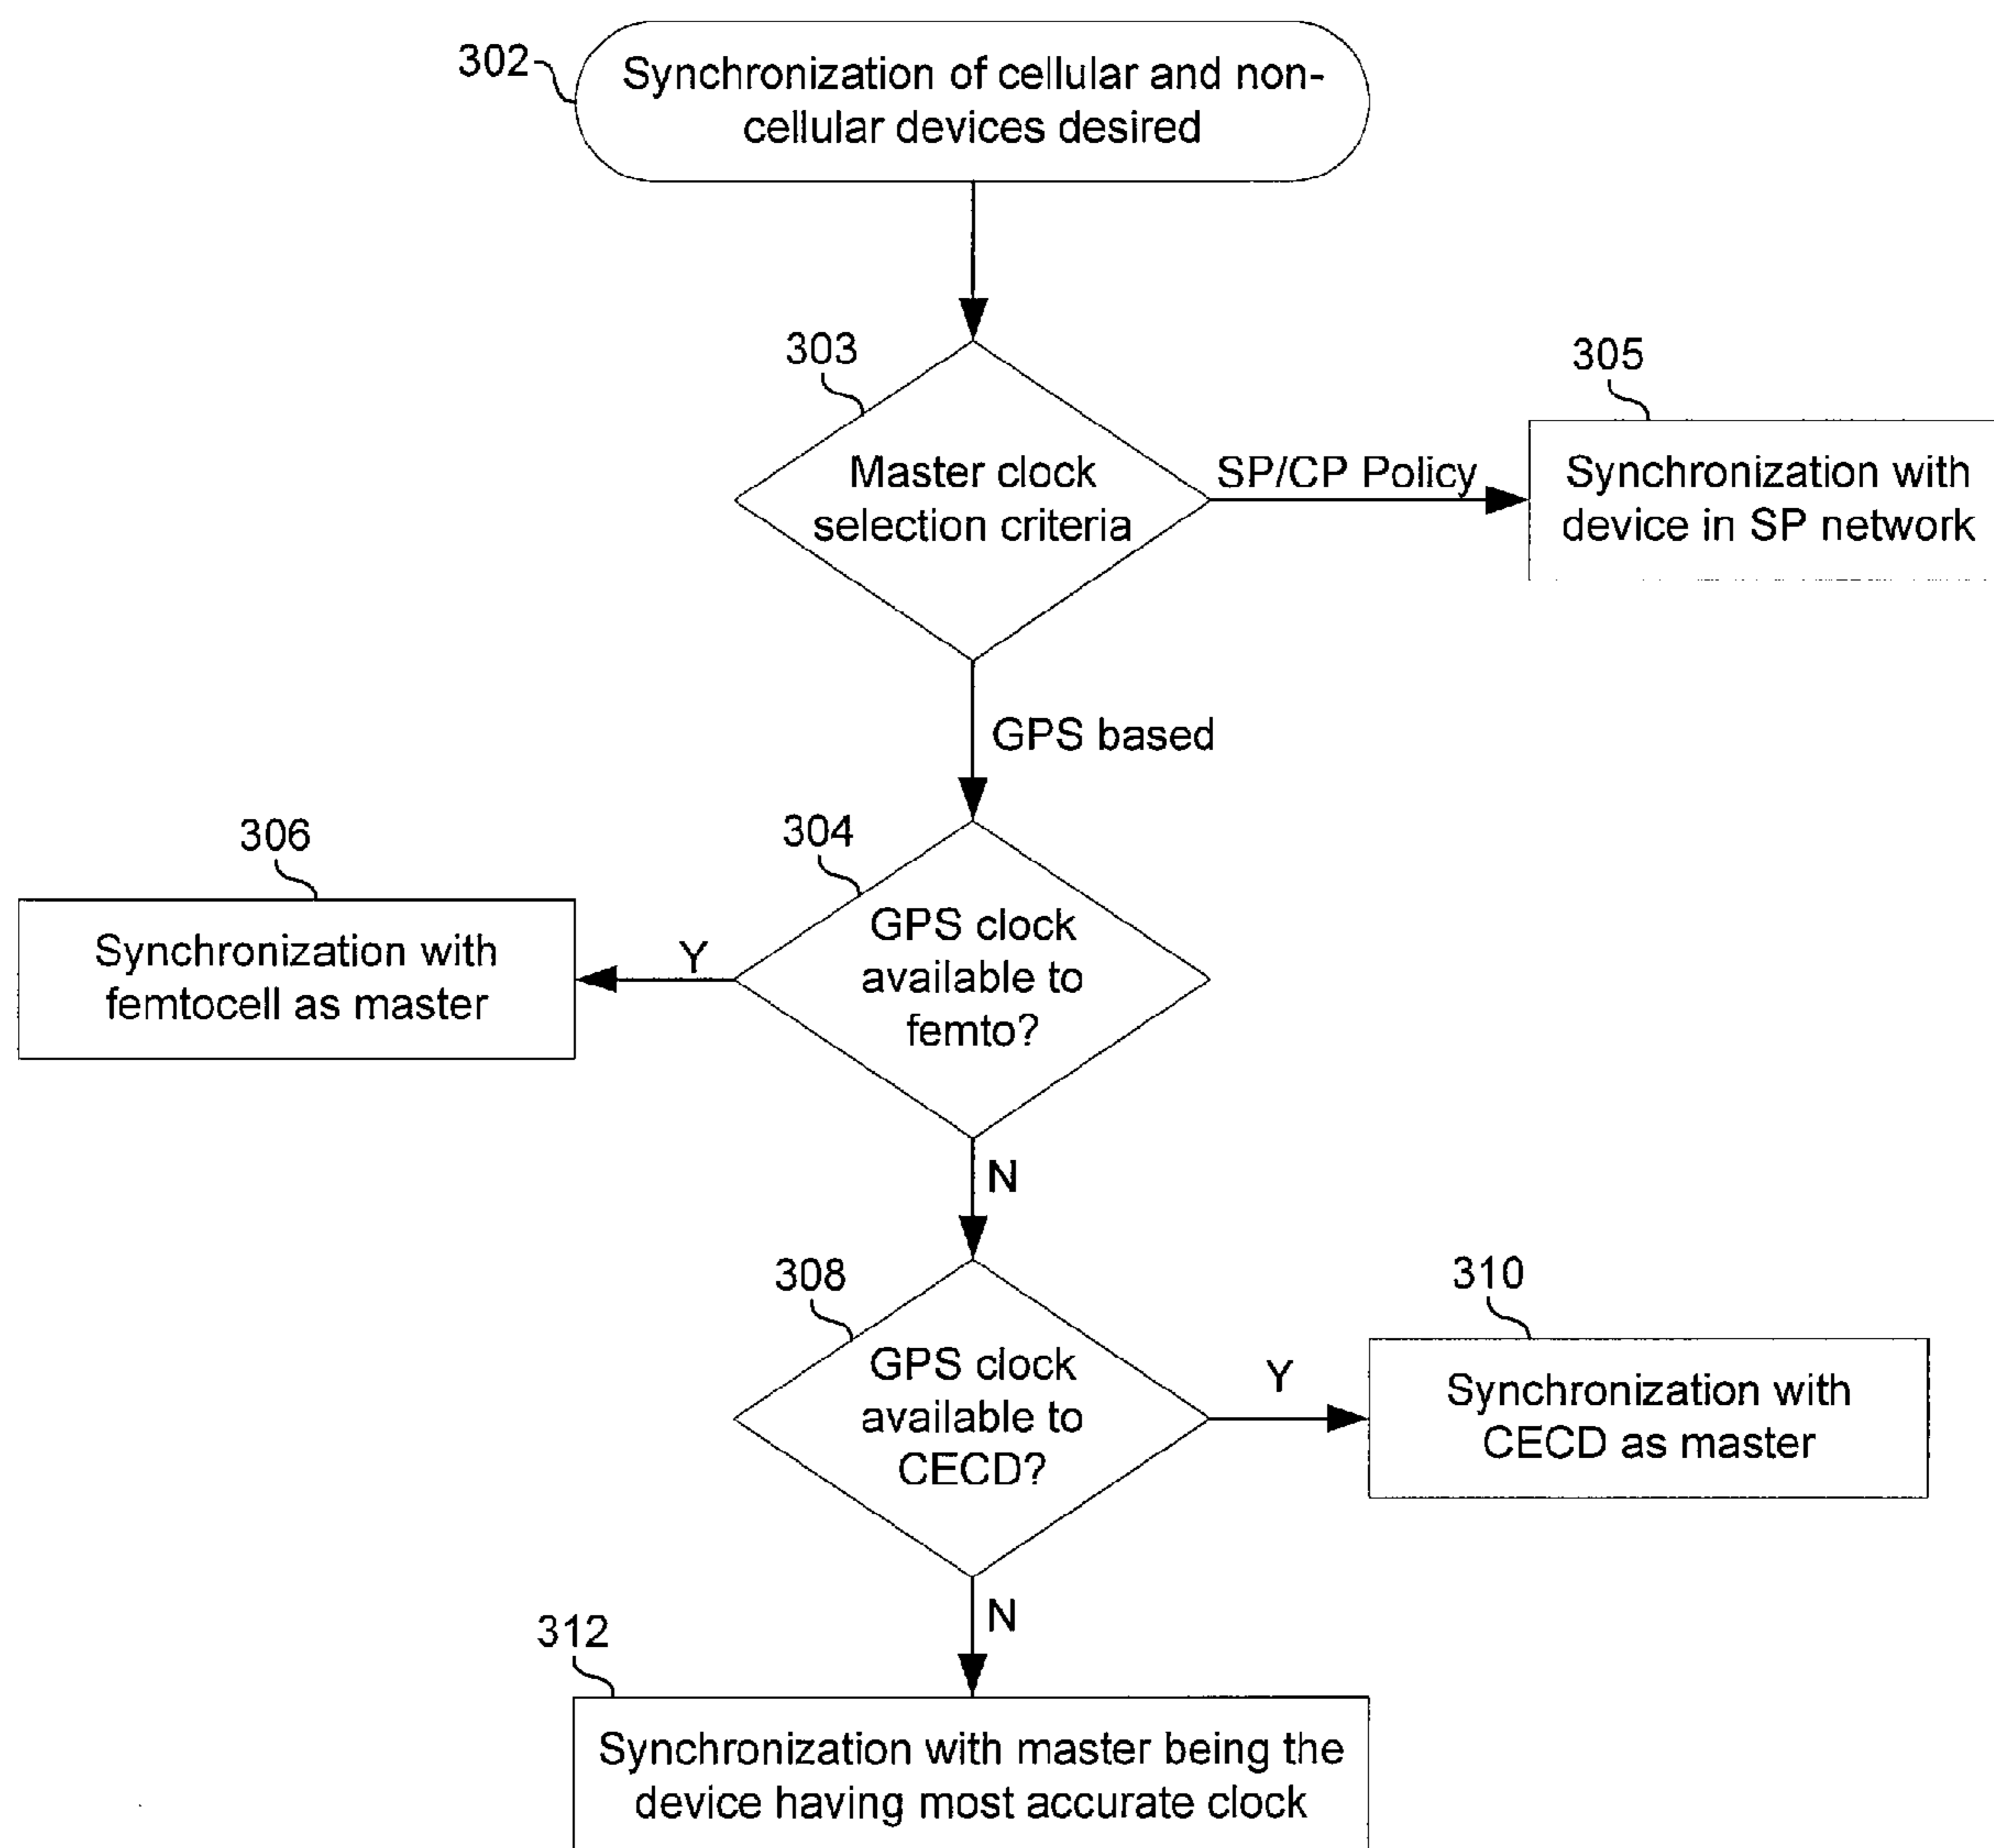 302
Synchronization of cellular and non-
cellular devices desired
303
Master clock
selection criteria
SP/CP Policy
305
Synchronization with
device in SP network
GPS based
306
Synchronization with
femtocell as master
Y
304
GPS clock
available to
femto?
N
308
GPS clock
available to
CECD?
Y
310
Synchronization with
CECD as master
N
312
Synchronization with master being the
device having most accurate clock